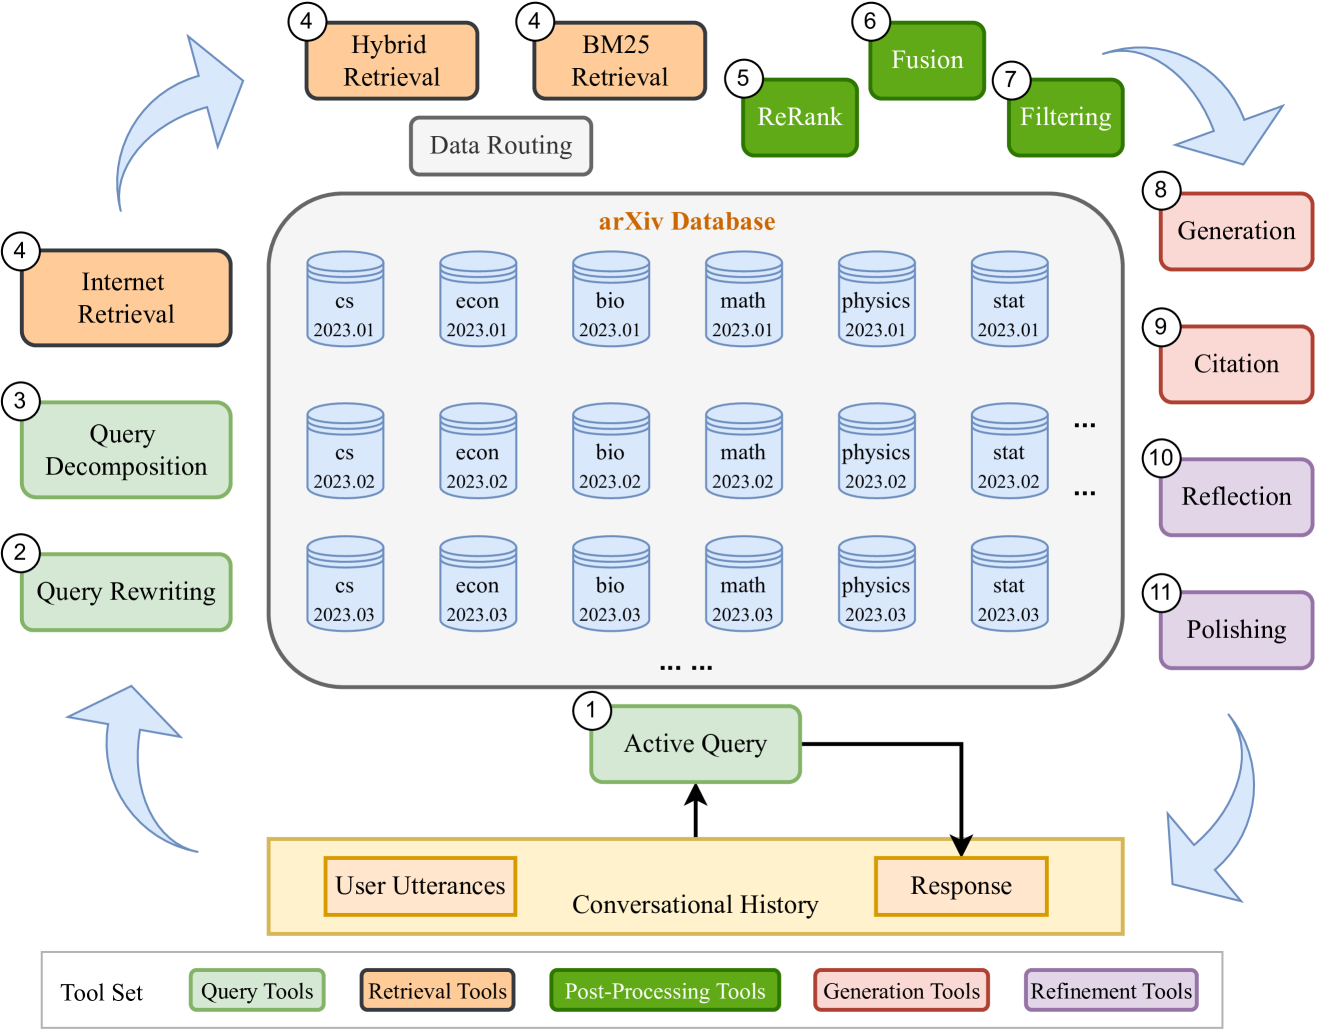 4
Hybrid
Retrieval
4
BM25
Retrieval
5
ReRank
6
Fusion
7
Filtering
Data Routing
4
Internet
Retrieval
3
Query
Decomposition
2
Query Rewriting
arXiv Database
cs
2023.01
econ
2023.01
bio
2023.01
math
2023.01
physics
2023.01
stat
2023.01
cs
2023.02
econ
2023.02
bio
2023.02
math
2023.02
physics
2023.02
stat
2023.02
...
...
cs
2023.03
econ
2023.03
bio
2023.03
math
2023.03
physics
2023.03
stat
2023.03
... ...
8
Generation
9
Citation
10
Reflection
11
Polishing
1
Active Query
User Utterances
Conversational History
Response
Tool Set
Query Tools
Retrieval Tools
Post-Processing Tools
Generation Tools
Refinement Tools